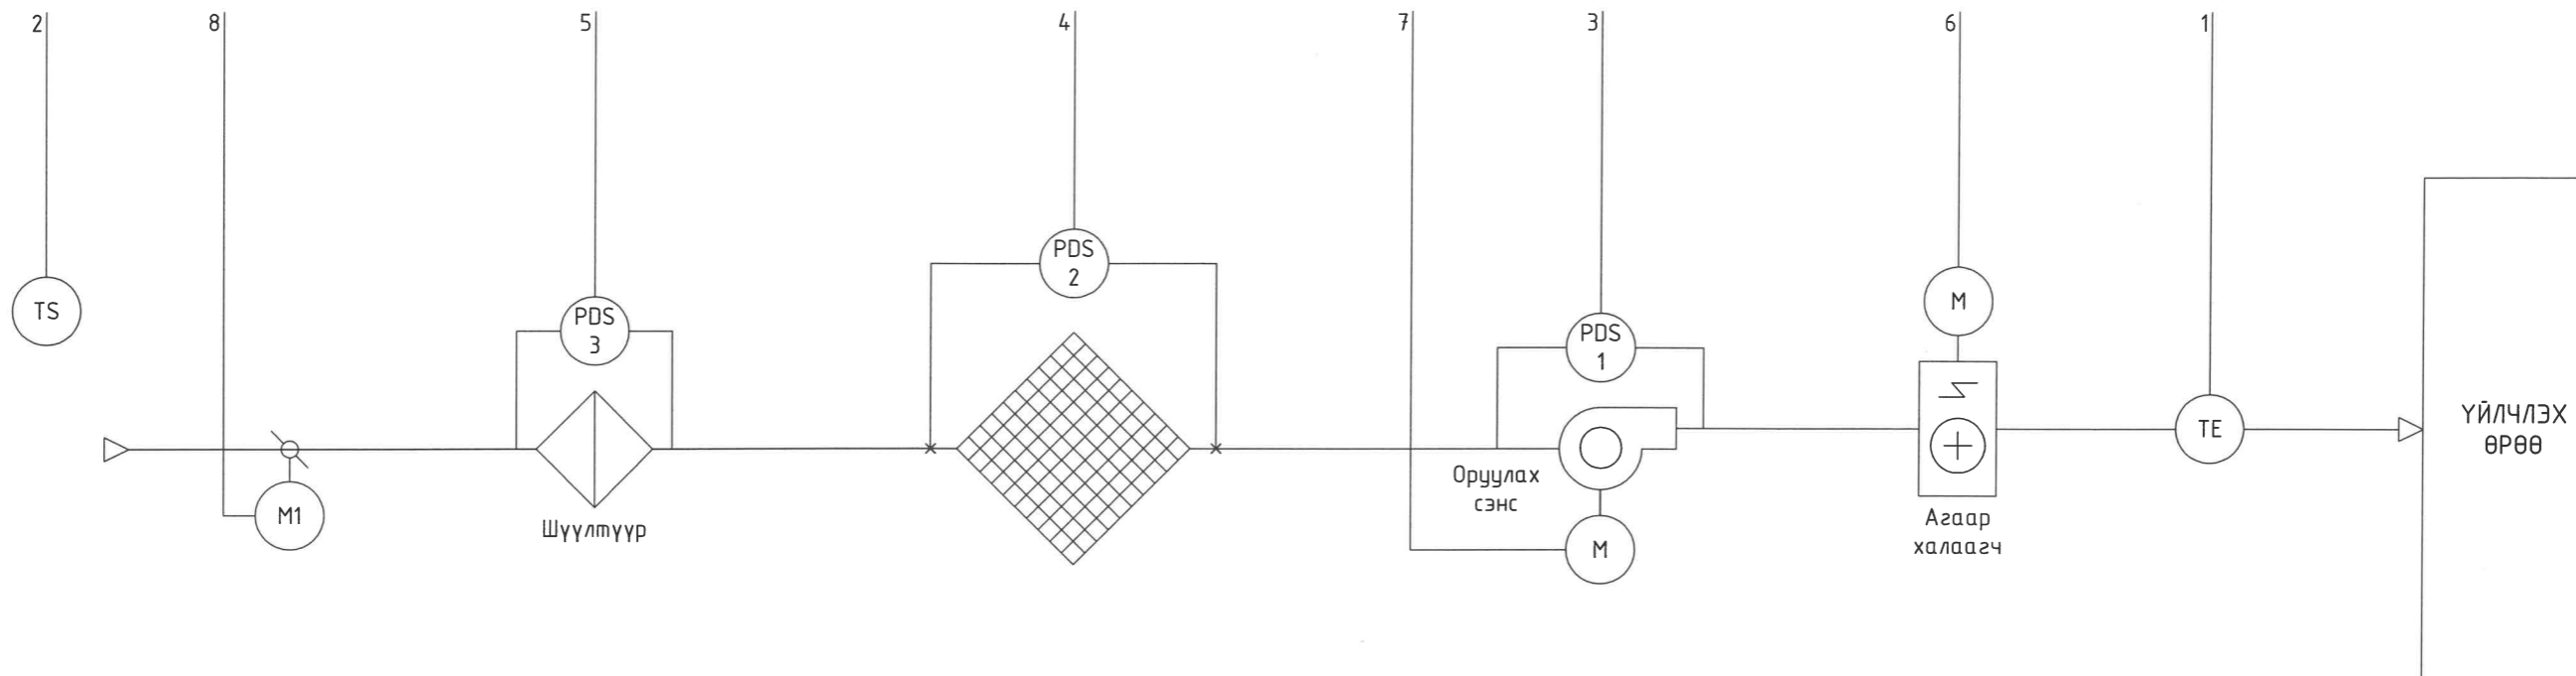 2
8
5
4
7
3
6
1
TS
PDS
3
PDS
2
PDS
1
M
TE
M1
M
Шүүлтүүр
Оруулах
сэнс
Агаар
халаагч
ҮЙЛЧЛЭХ
ӨРӨӨ